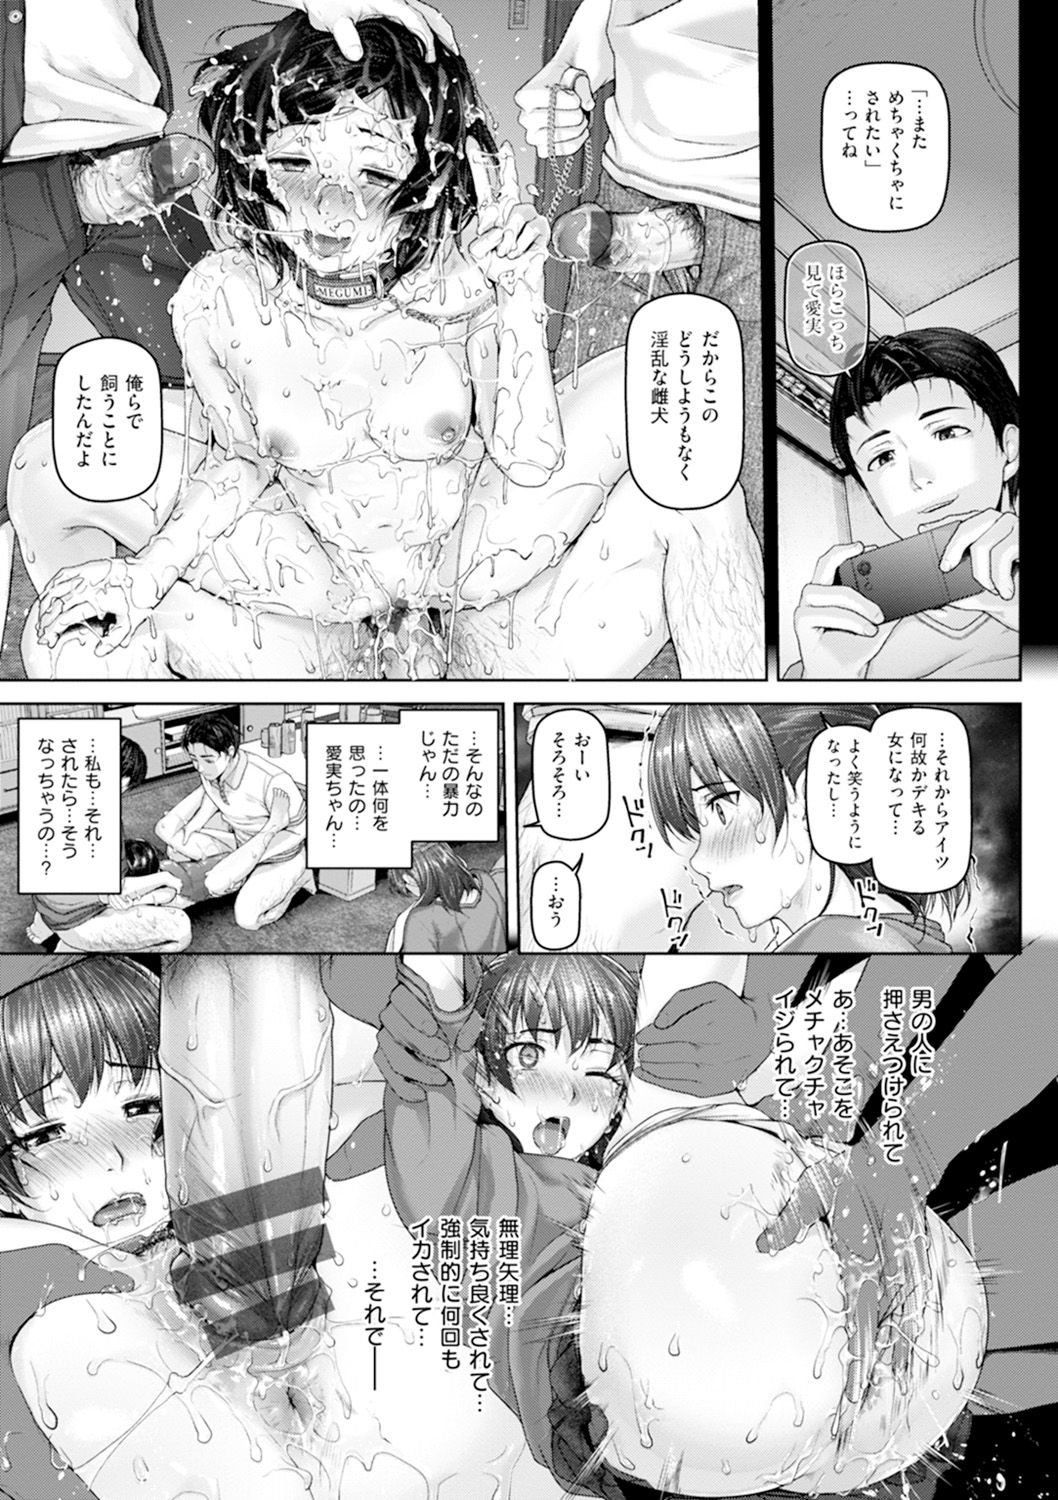 「…また
めちゃくちゃに
されたい」
…ってね
ほらこっち
見て愛実
だからこの
どうしようもなく
淫乱な雌犬
MEGUMI
俺らで
飼うことに
したんだよ
…それからアイツ
何故かデキる
女になって…
よく笑うように
なったし…
ドクン
ドクン
おーい
そろそろ…
…おう
…そんなの
ただの暴力
じゃん…
…一体何を
思ったの…
愛実ちゃん…
…私も…それ…
されたら…そう
なっちゃうの…？
男の人に
押さえつけられて
あ…あそこを
メチャクチャ
イジられて…
無理矢理…
気持ち良くされて…
強制的に何回も
イカされて…
…それで――